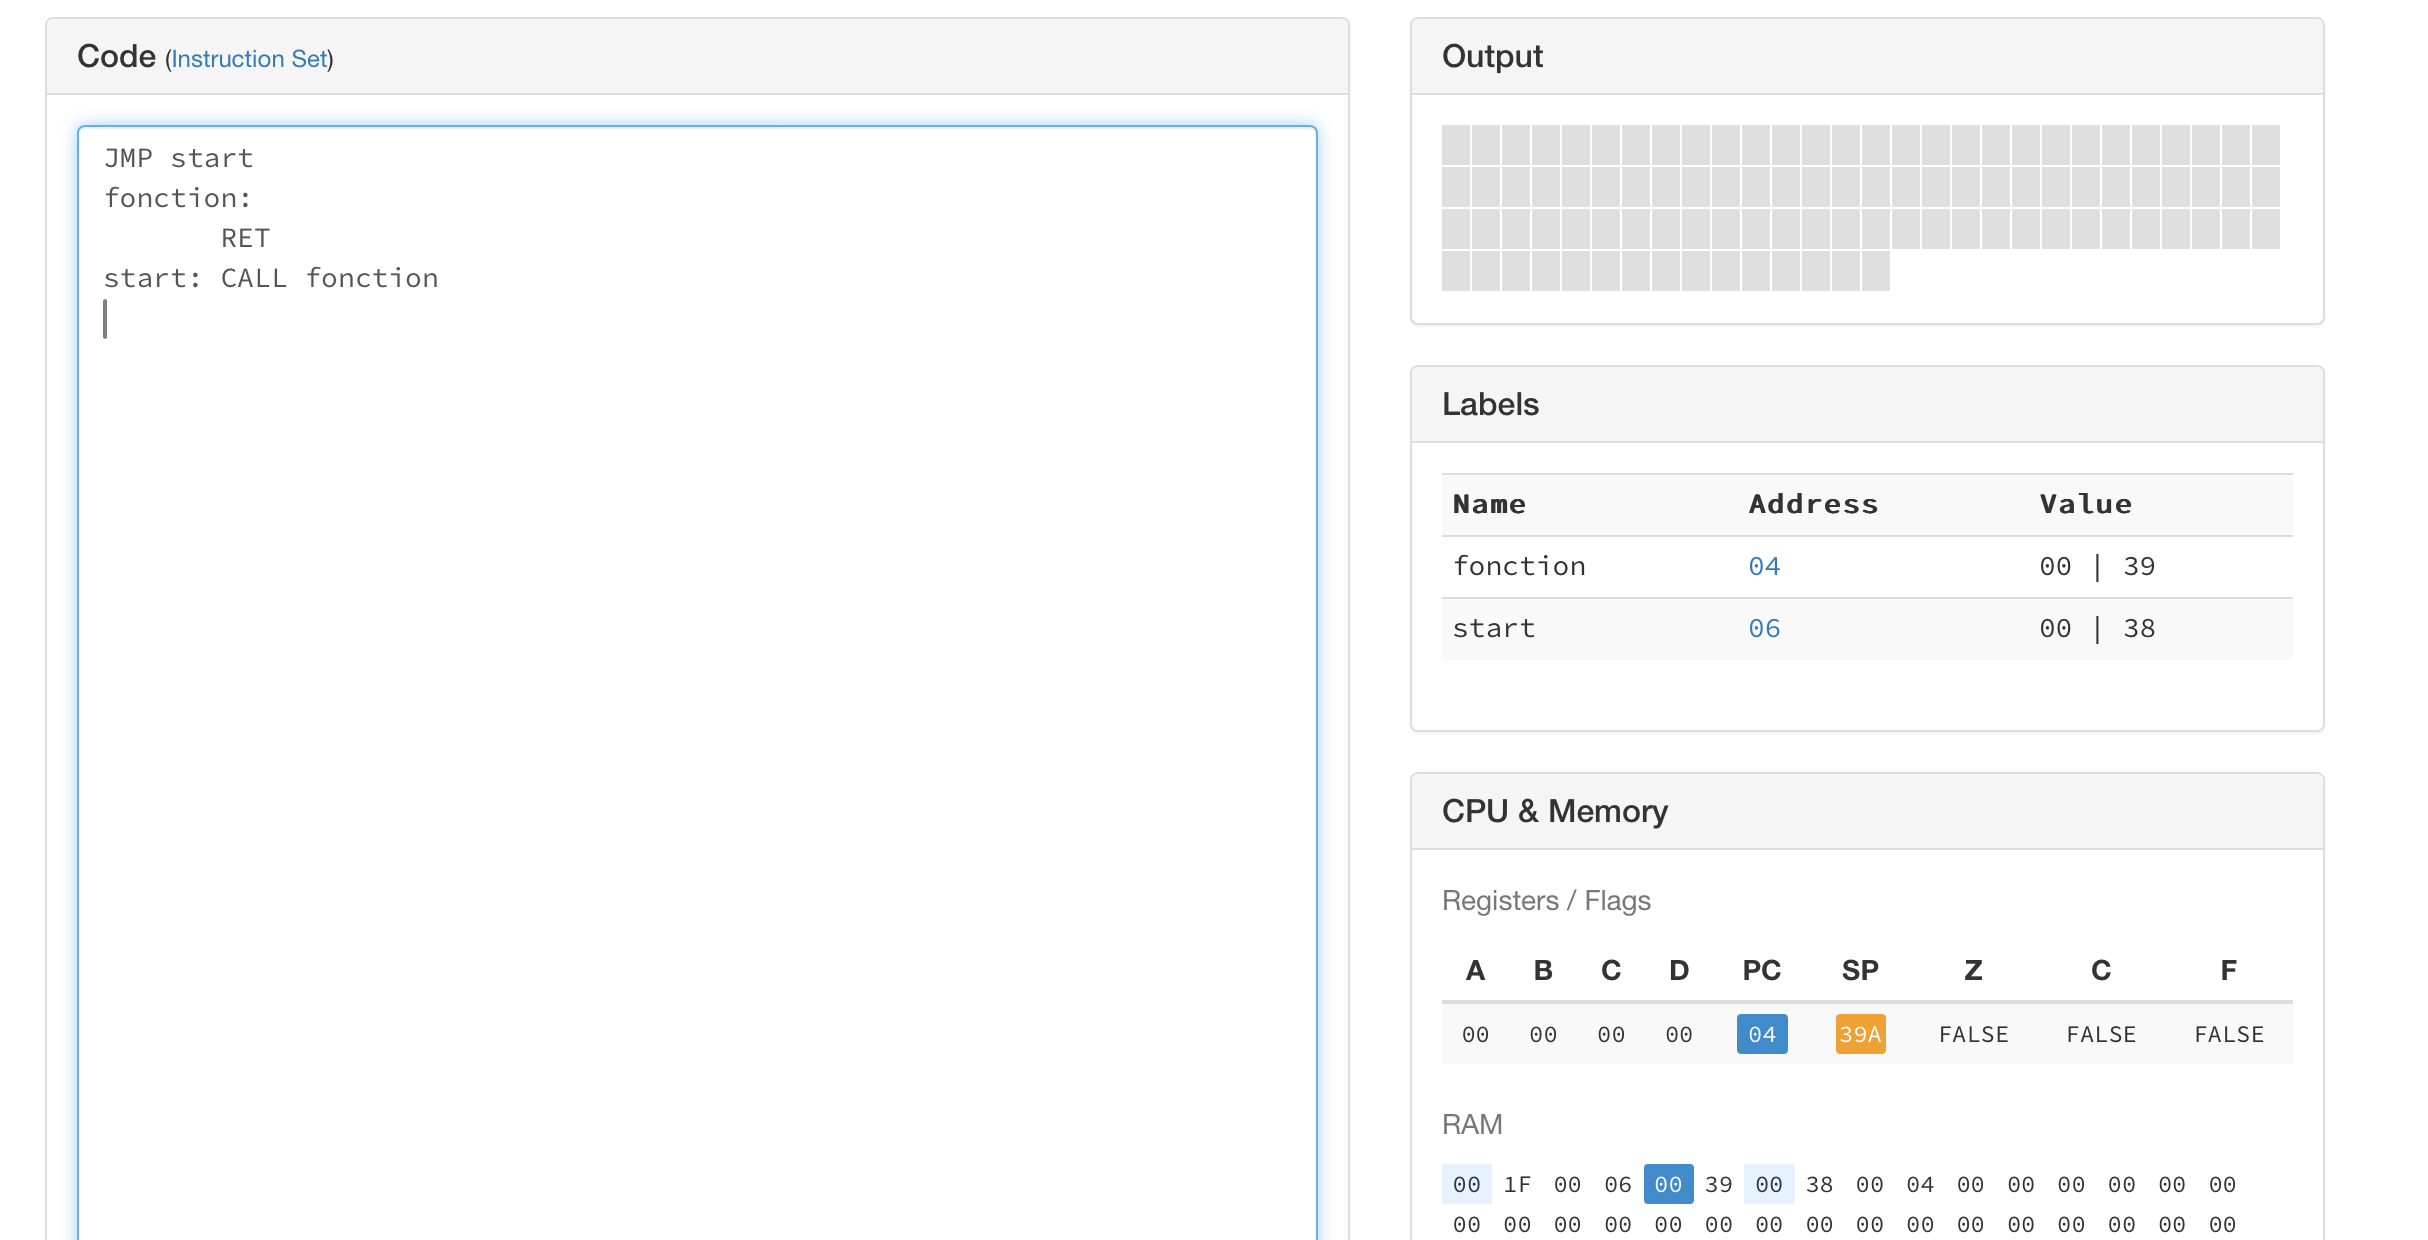 Code (Instruction Set)
JMP start
fonction:
RET
start: CALL fonction
Output
Labels
Name Address Value
fonction 04 00 | 39
start 06 00 | 38
CPU & Memory
Registers / Flags
A B C D PC SP Z C F
00 00 00 00 04 39A FALSE FALSE FALSE
RAM
00 1F 00 06 00 39 00 38 00 04 00 00 00 00 00 00
00 00 00 00 00 00 00 00 00 00 00 00 00 00 00 00